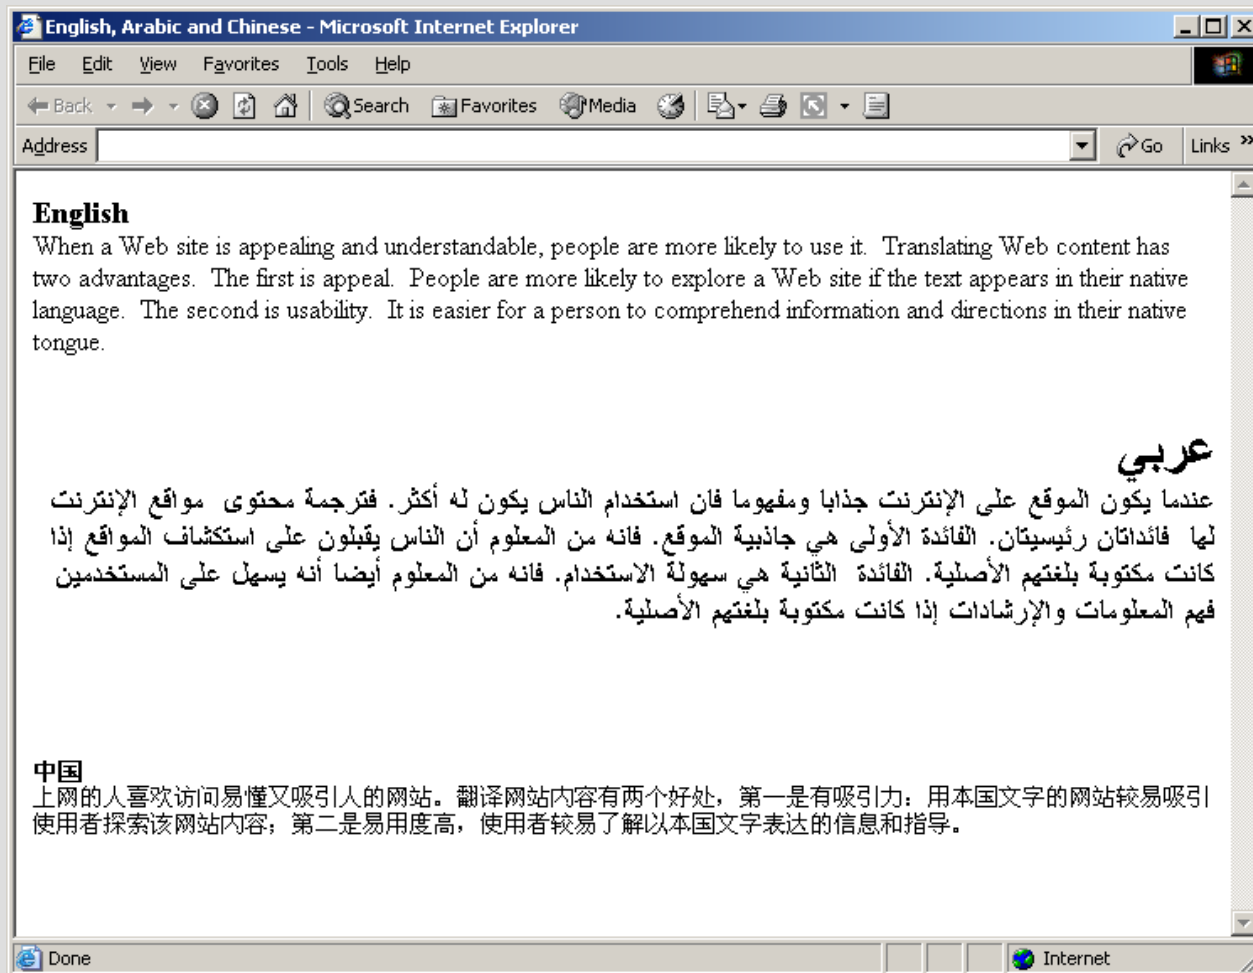 English, Arabic and Chinese - Microsoft Internet Explorer
File Edit View Favorites Tools Help
Back Search Favorites Media
Address Go Links »
English
When a Web site is appealing and understandable, people are more likely to use it. Translating Web content has
two advantages. The first is appeal. People are more likely to explore a Web site if the text appears in their native
language. The second is usability. It is easier for a person to comprehend information and directions in their native
tongue.
عربي
عندما يكون الموقع على الإنترنت جذابا ومفهوما فان استخدام الناس يكون له أكثر. فترجمة محتوى مواقع الإنترنت
لها فائداتان رئيسيتان. الفائدة الأولى هي جاذبية الموقع. فانه من المعلوم أن الناس يقبلون على استكشاف المواقع إذا
كانت مكتوبة بلغتهم الأصلية. الفائدة الثانية هي سهولة الاستخدام. فانه من المعلوم أيضا أنه يسهل على المستخدمين
فهم المعلومات والإرشادات إذا كانت مكتوبة بلغتهم الأصلية.
中国
上网的人喜欢访问易懂又吸引人的网站。翻译网站内容有两个好处，第一是有吸引力：用本国文字的网站较易吸引
使用者探索该网站内容；第二是易用度高，使用者较易了解以本国文字表达的信息和指导。
Done Internet